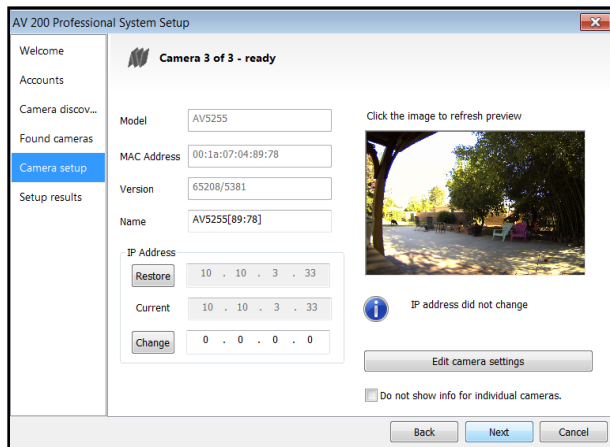 AV 200 Professional System Setup
Welcome
Accounts
Camera discov...
Found cameras
Camera setup
Setup results
Camera 3 of 3 - ready
Model AV5255
MAC Address 00:1a:07:04:89:78
Version 65208/5381
Name AV5255[89:78]
IP Address
Restore 10 . 10 . 3 . 33
Current 10 . 10 . 3 . 33
Change 0 . 0 . 0 . 0
Click the image to refresh preview
IP address did not change
Edit camera settings
Do not show info for individual cameras.
Back Next Cancel